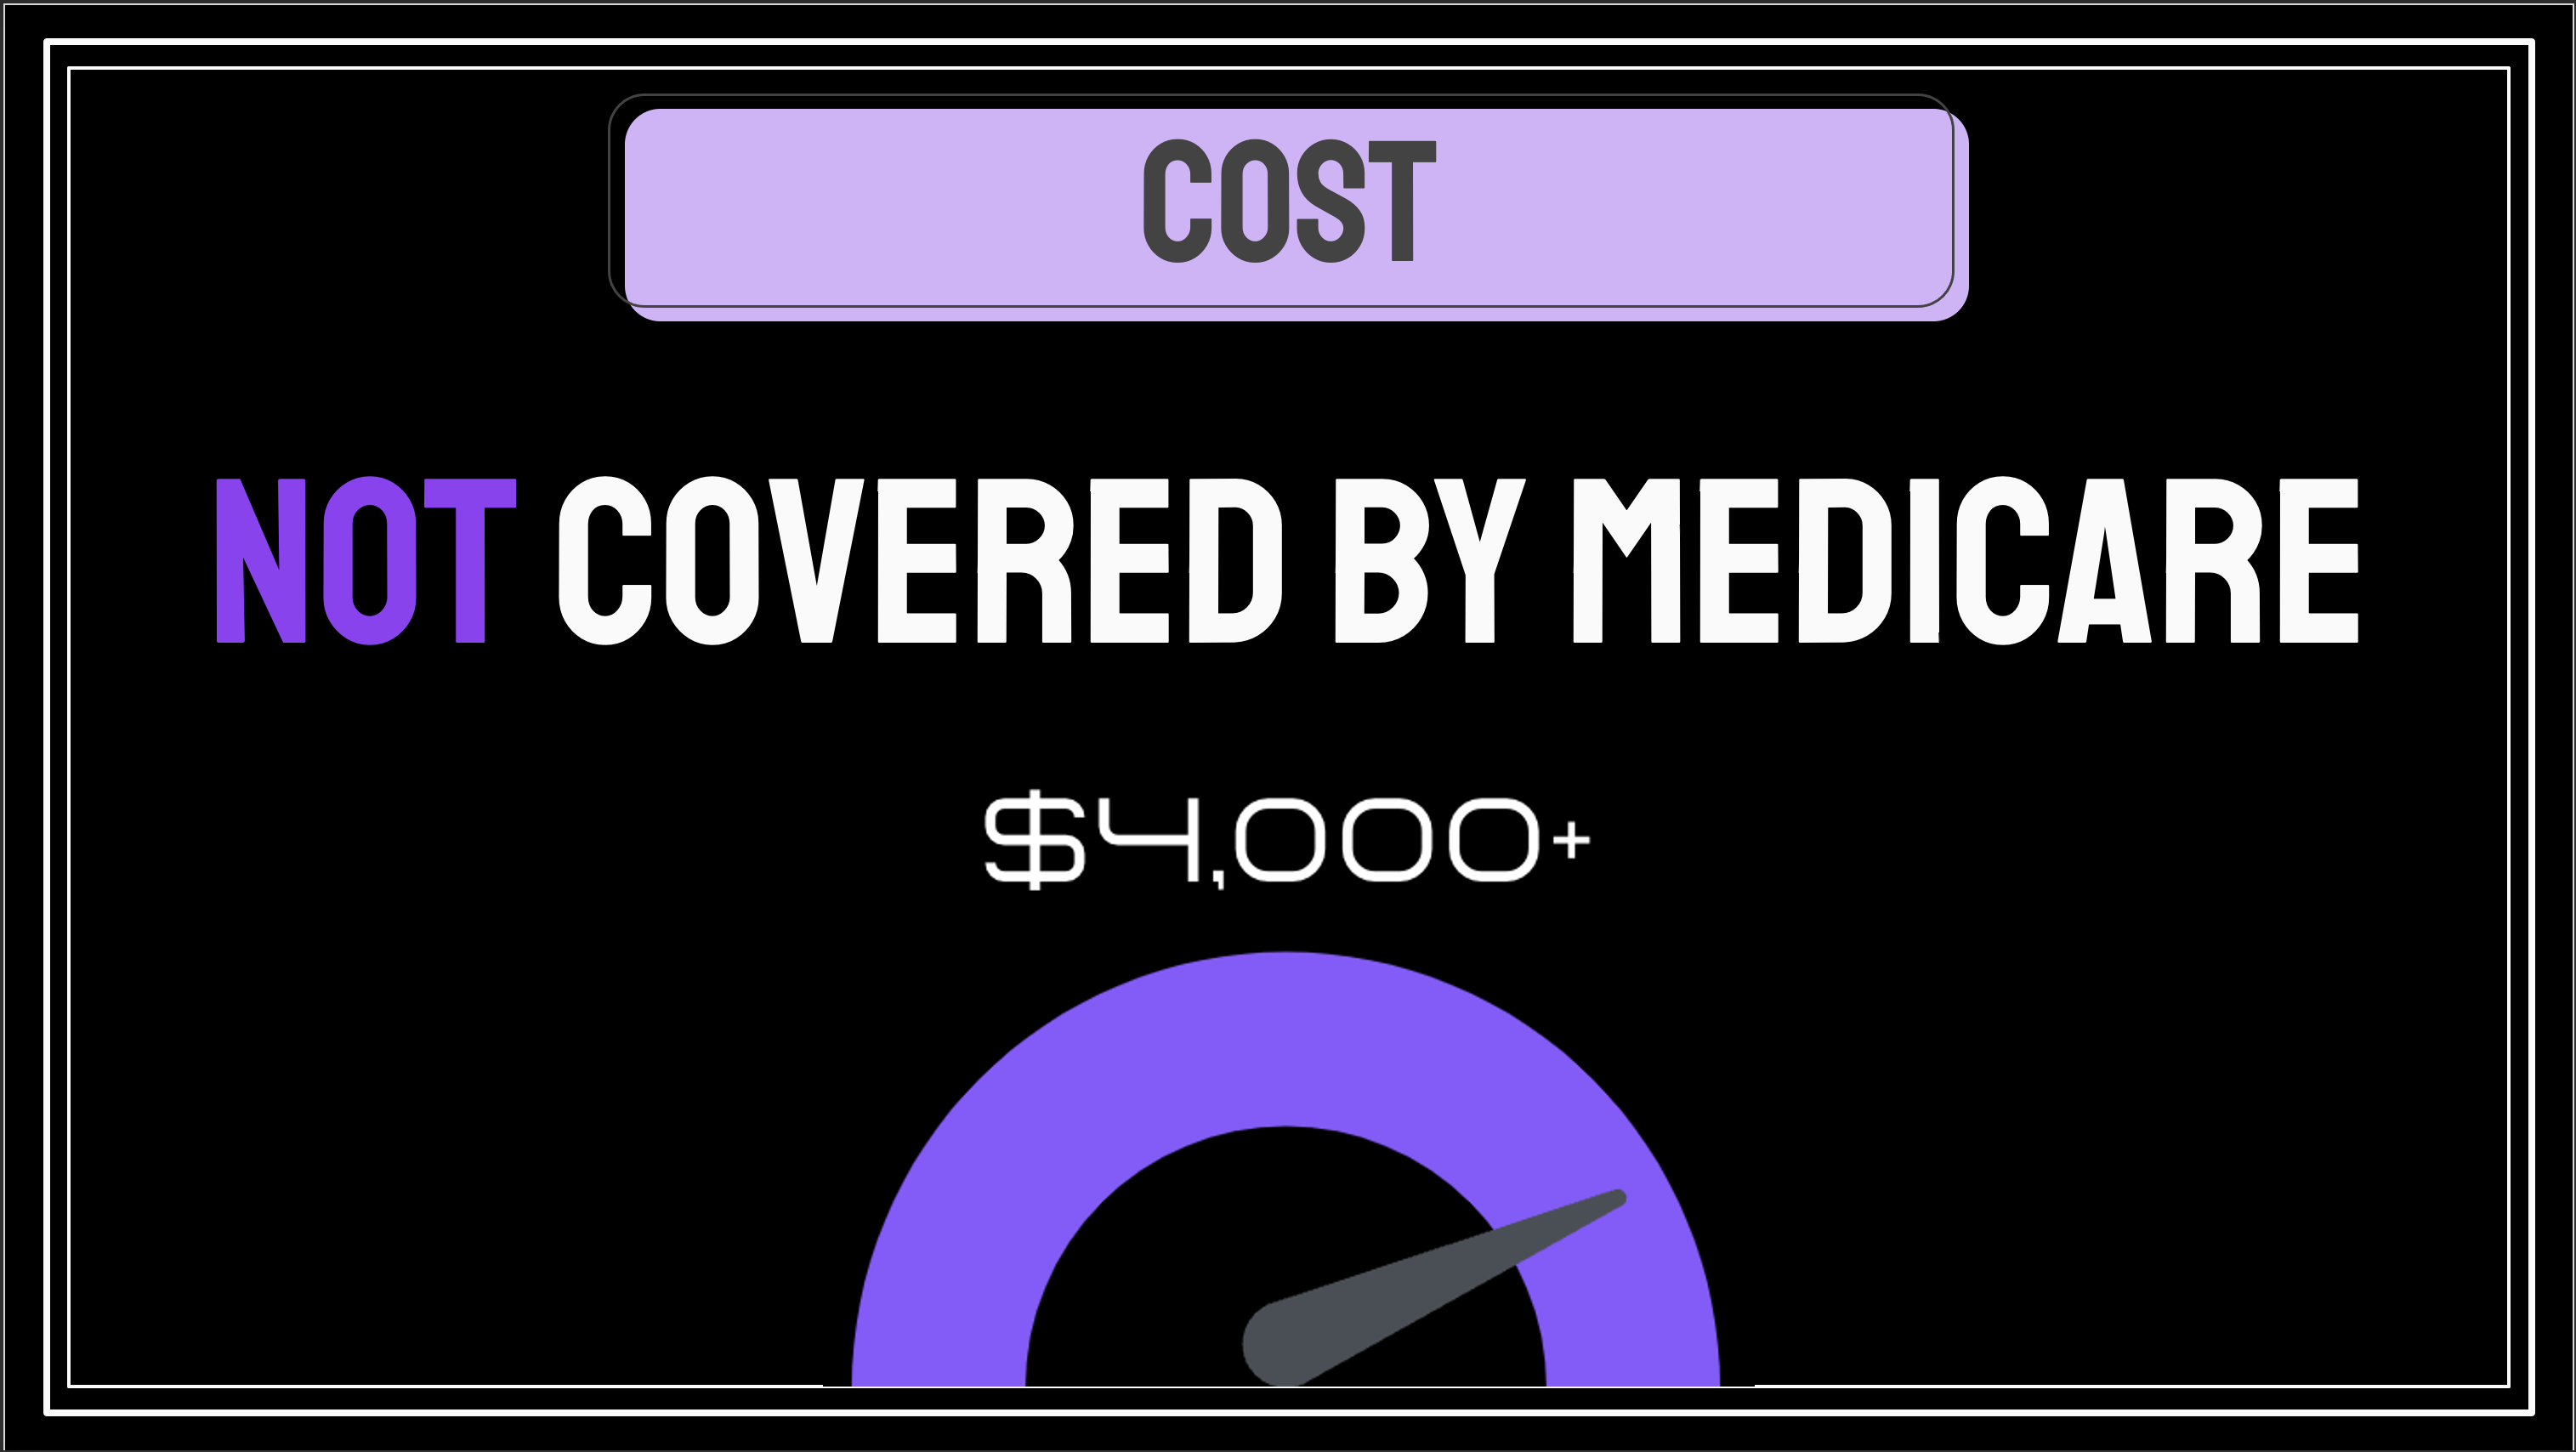 COST
NOT COVERED BY MEDICARE
$4,000+